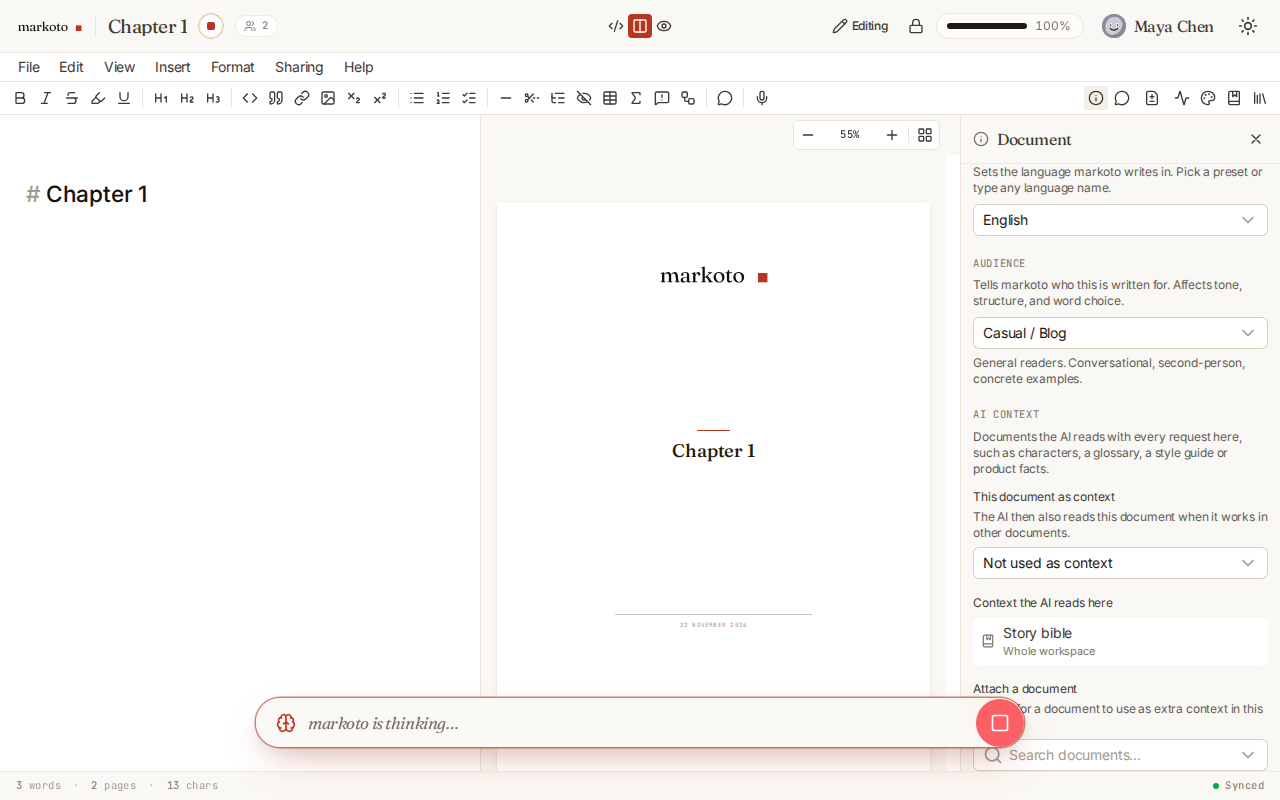 markoto
Chapter 1
2
Editing
100%
Maya Chen
File Edit View Insert Format Sharing Help
H1 H2 H3
55%
Document
# Chapter 1
markoto
Chapter 1
22 NOVEMBER 2026
Sets the language markoto writes in. Pick a preset or
type any language name.
English
AUDIENCE
Tells markoto who this is written for. Affects tone,
structure, and word choice.
Casual / Blog
General readers. Conversational, second-person,
concrete examples.
AI CONTEXT
Documents the AI reads with every request here,
such as characters, a glossary, a style guide or
product facts.
This document as context
The AI then also reads this document when it works in
other documents.
Not used as context
Context the AI reads here
Story bible
Whole workspace
Attach a document
for a document to use as extra context in this
Search documents...
markoto is thinking...
3 words · 2 pages · 13 chars
Synced